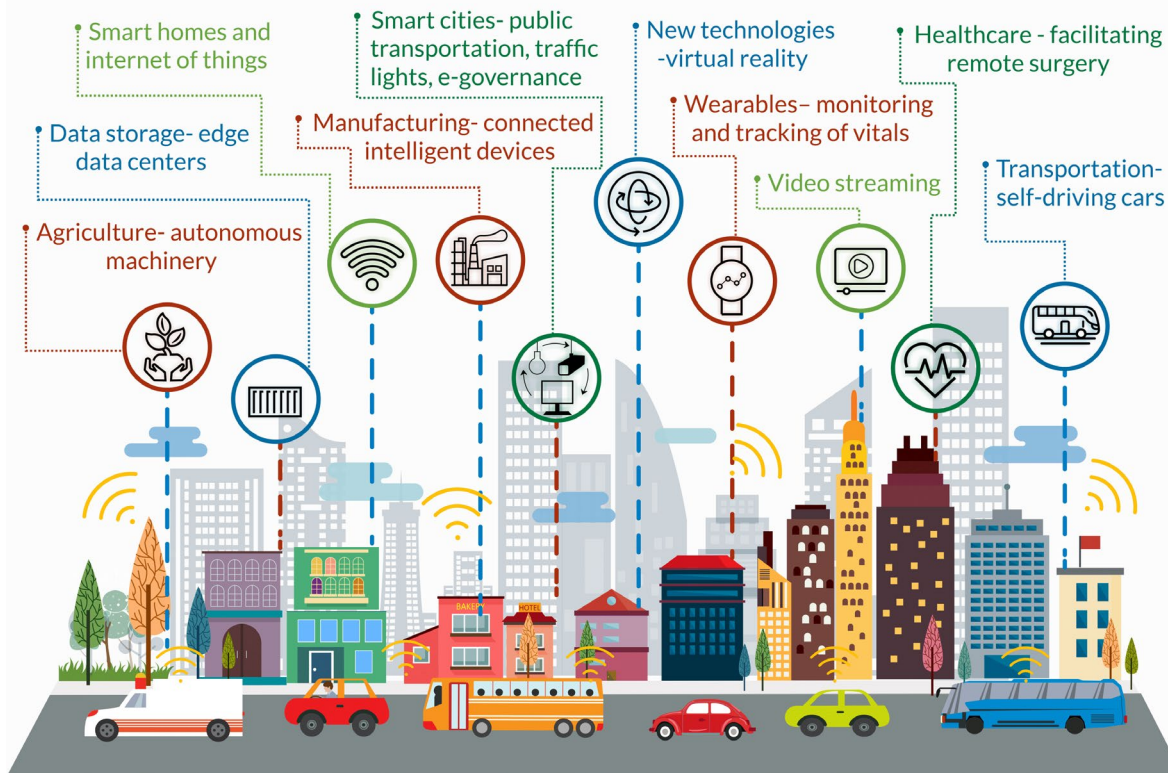 Smart homes and
internet of things
Smart cities- public
transportation, traffic
lights, e-governance
New technologies
-virtual reality
Healthcare - facilitating
remote surgery
Data storage- edge
data centers
Manufacturing- connected
intelligent devices
Wearables– monitoring
and tracking of vitals
Video streaming
Transportation-
self-driving cars
Agriculture- autonomous
machinery
BAKERY
HOTEL